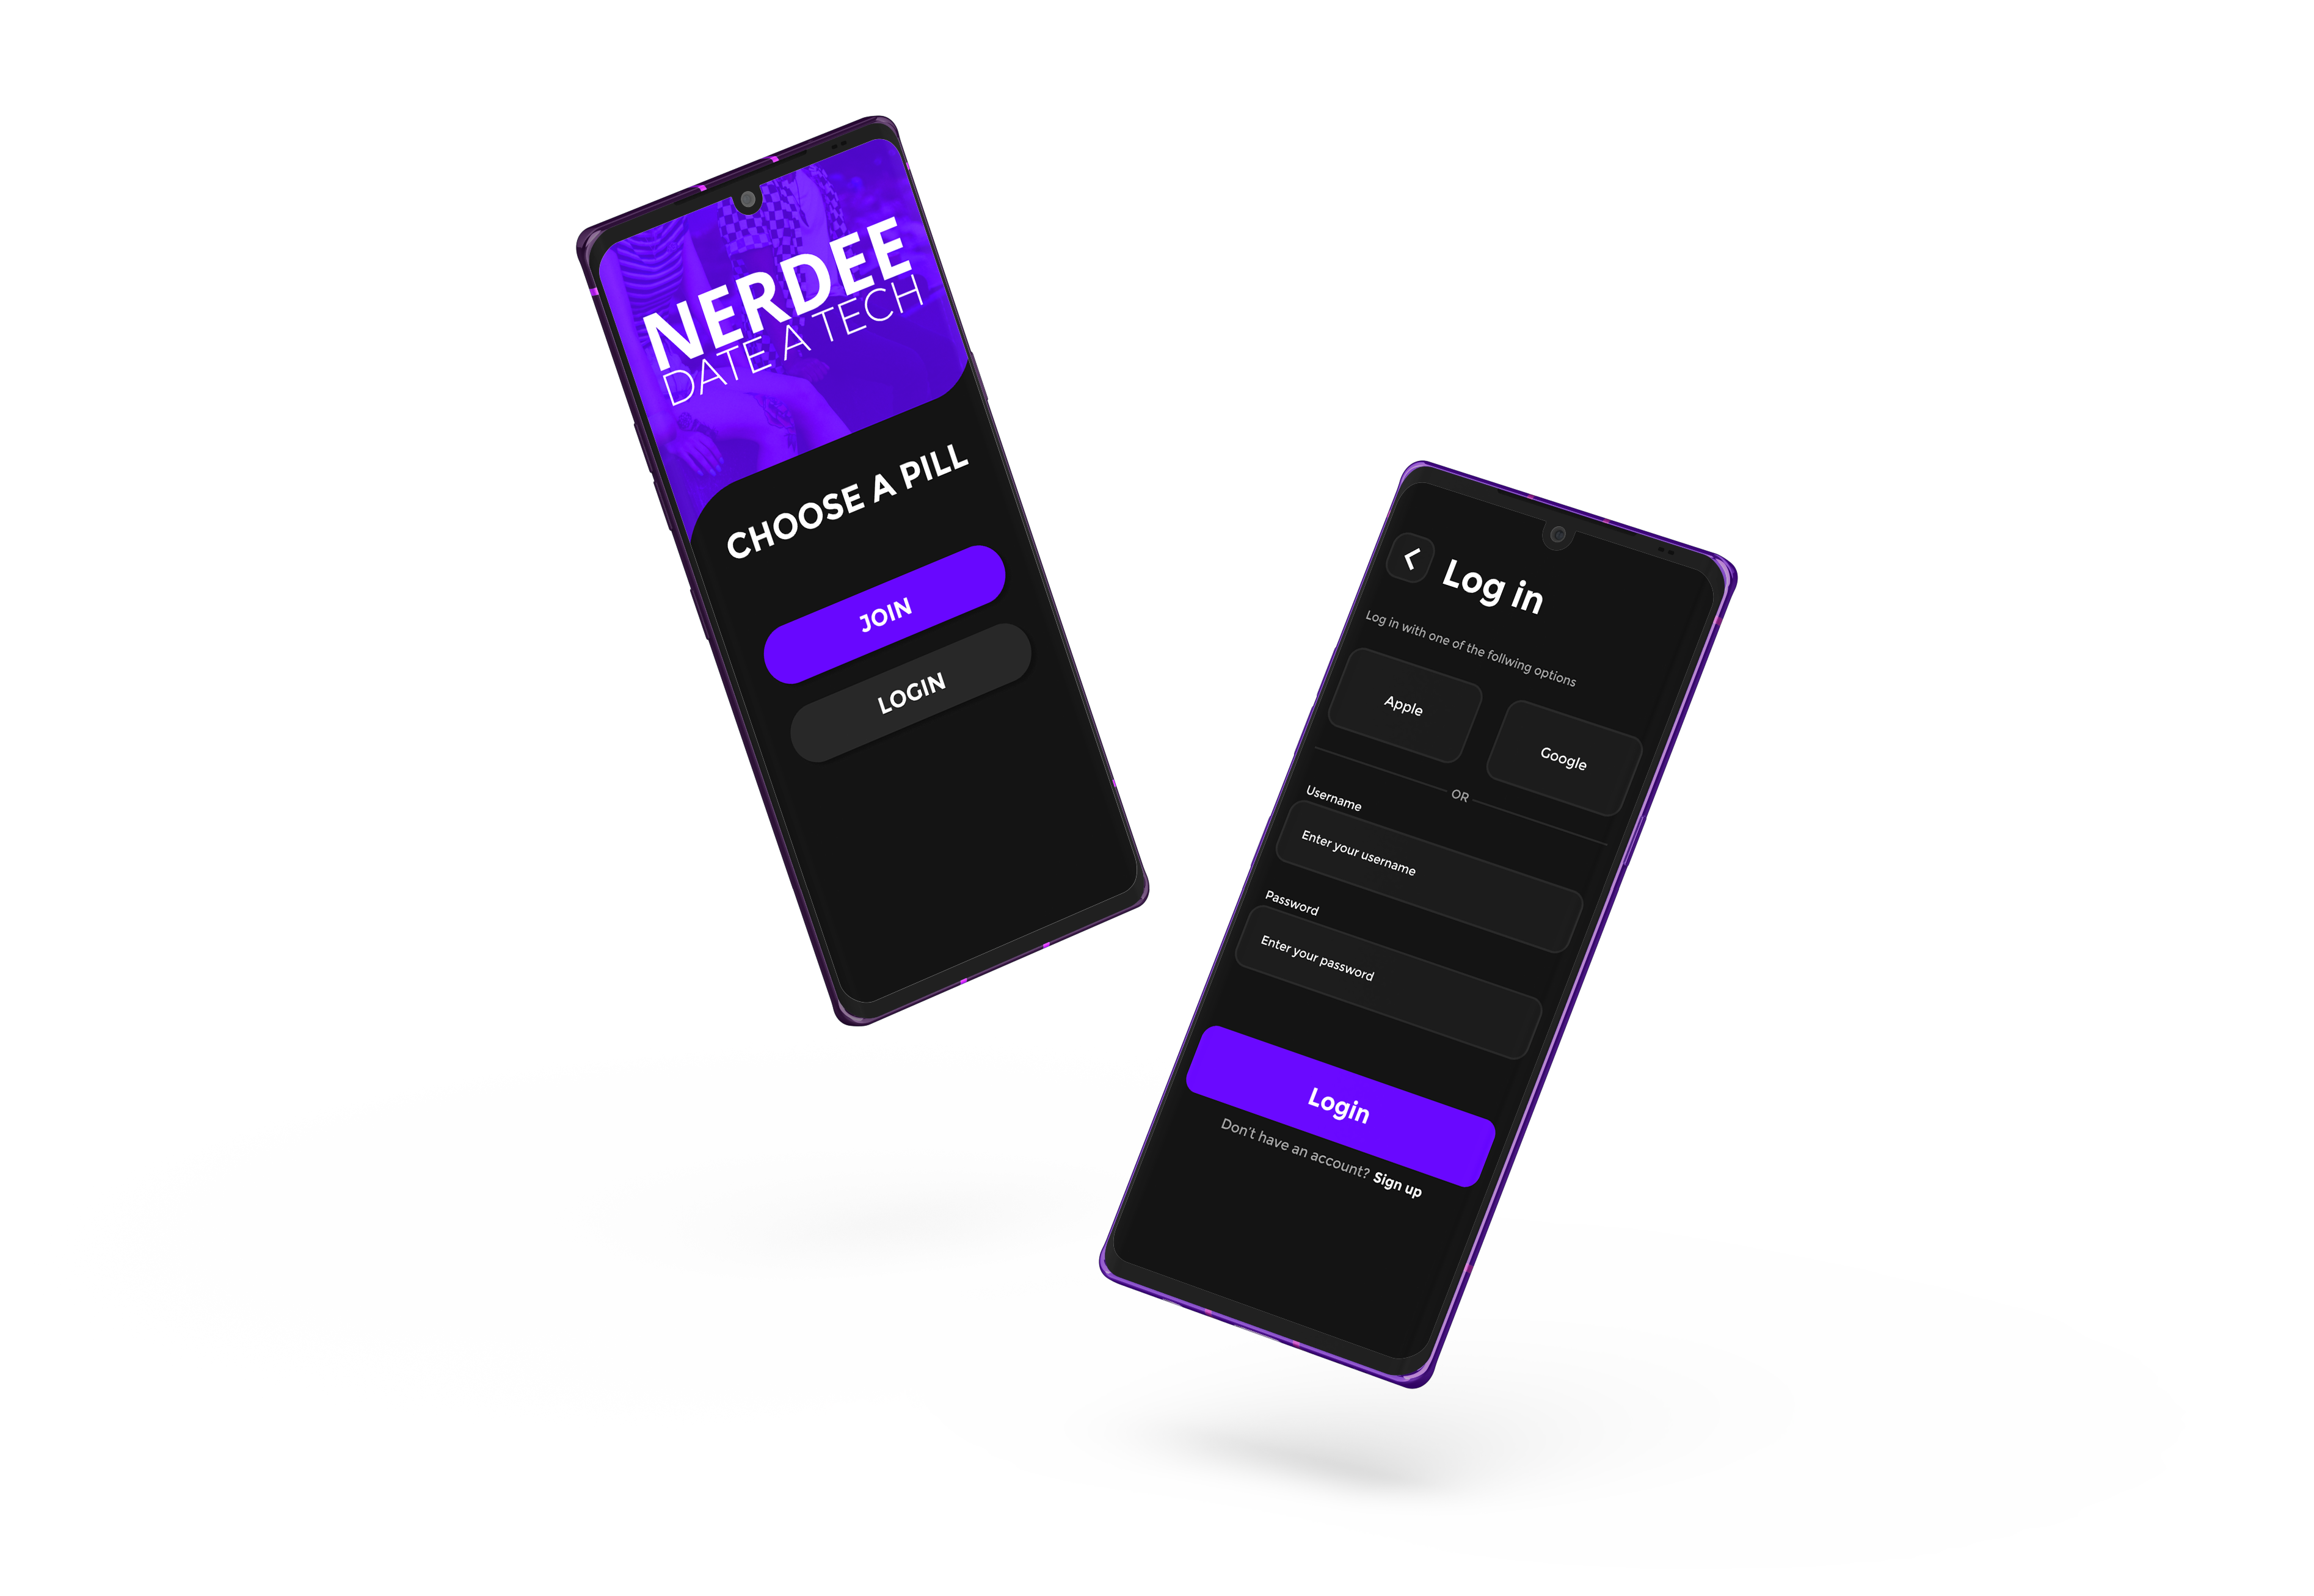 NERDEE
DATE A TECH
CHOOSE A PILL
JOIN
LOGIN
Log in
Log in with one of the follwing options
Apple
Google
OR
Username
Enter your username
Password
Enter your password
Login
Don't have an account? Sign up